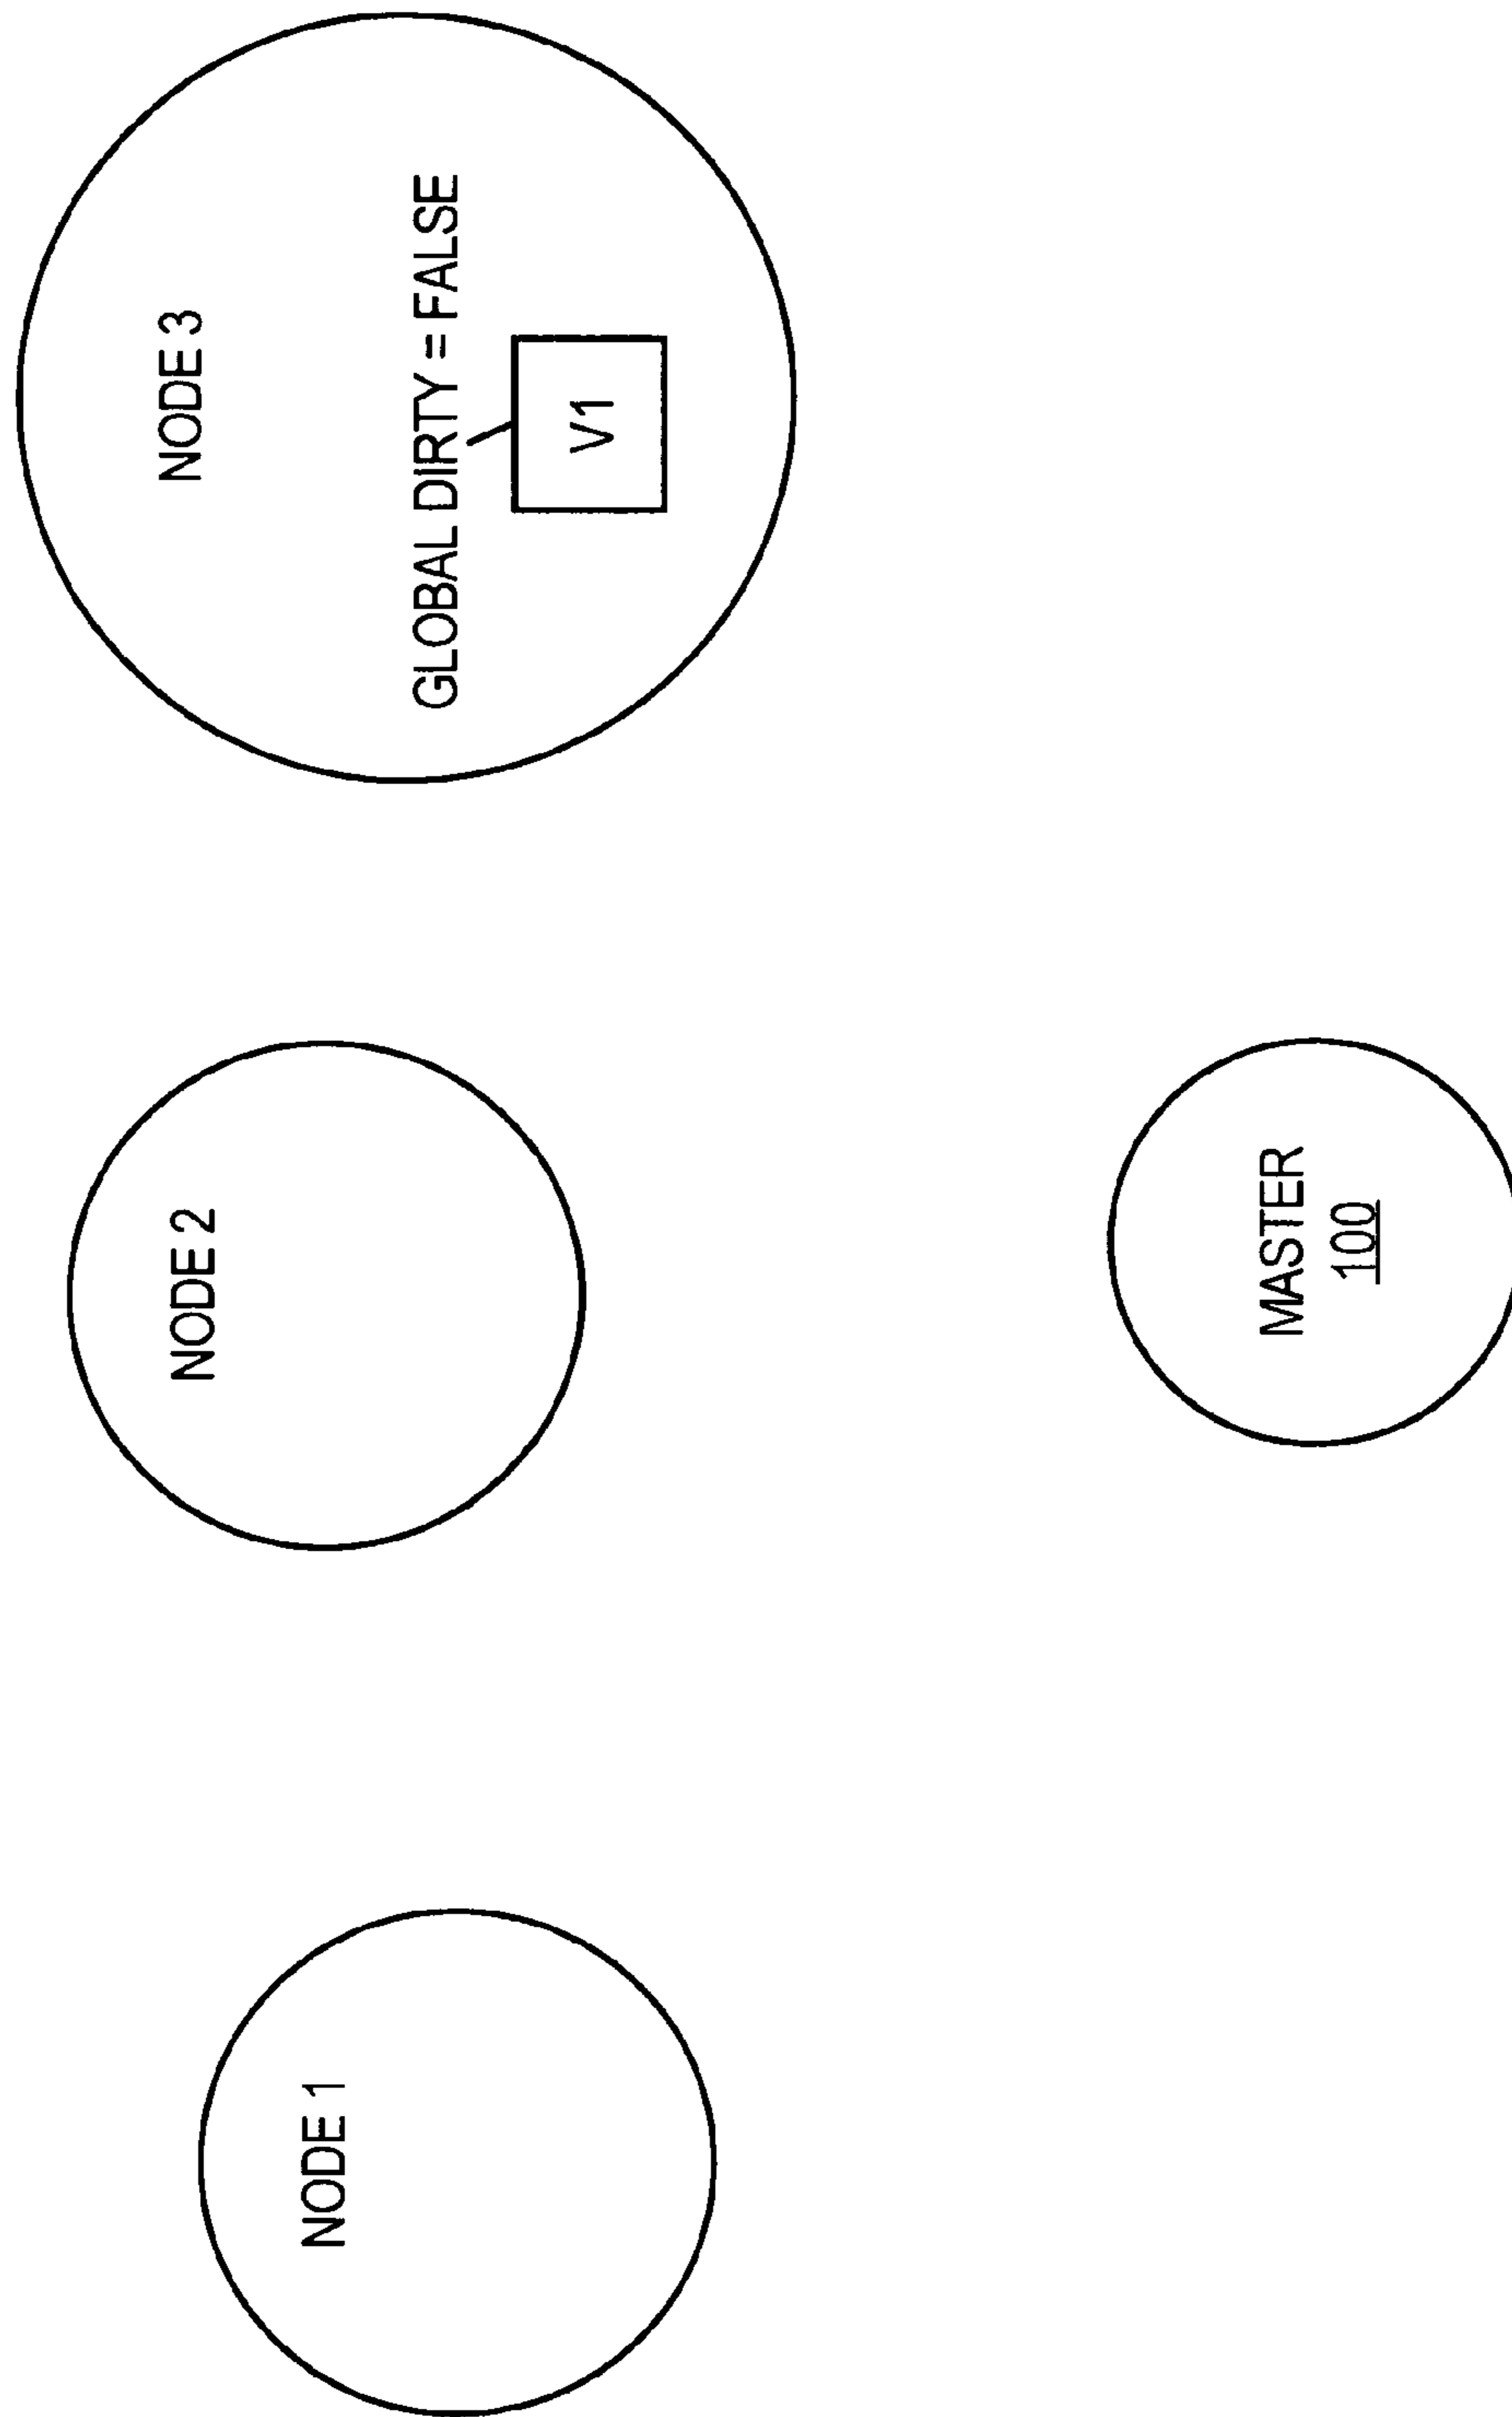 NODE 1
NODE 2
NODE 3
GLOBAL DIRTY = FALSE
V1
MASTER
100